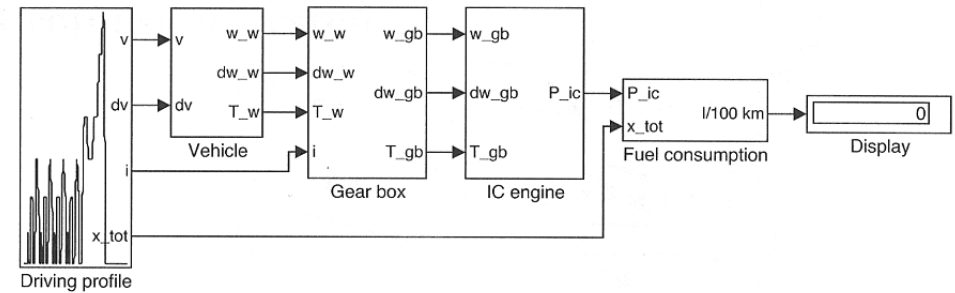 v
dv
i
x_tot
Driving profile
v
dv
w_w
dw_w
T_w
Vehicle
w_w
dw_w
T_w
i
w_gb
dw_gb
T_gb
Gear box
w_gb
dw_gb
T_gb
P_ic
IC engine
P_ic
x_tot
l/100 km
Fuel consumption
0
Display